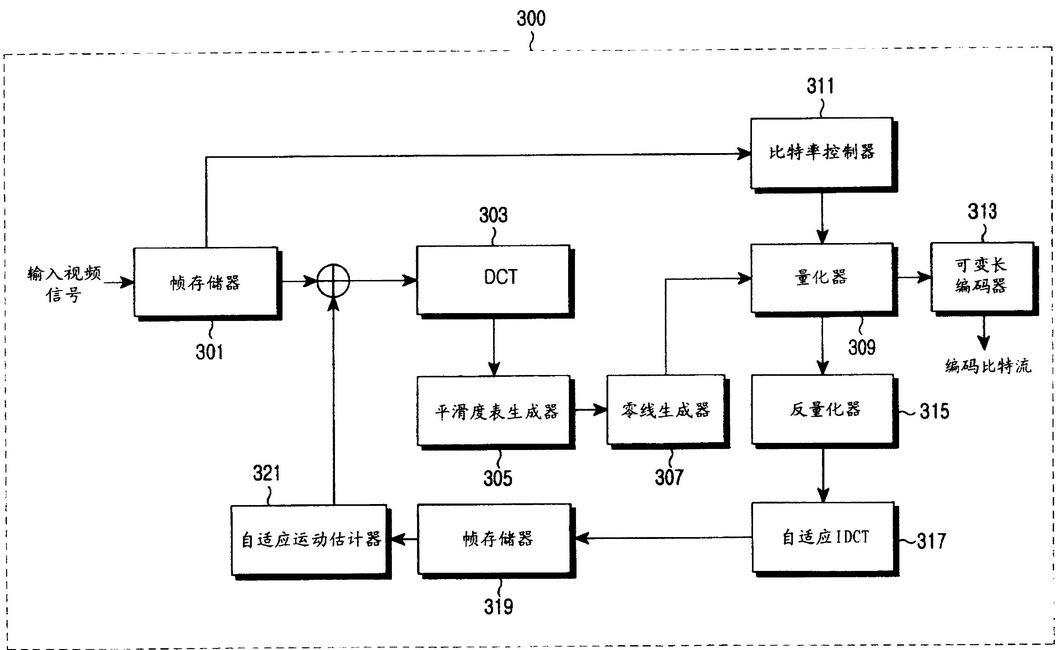 300
311
比特率控制器
303
313
输入视频
信号
帧存储器
DCT
量化器
可变长
编码器
301
309
编码比特流
平滑度表生成器
零线生成器
反量化器
315
305
307
321
自适应运动估计器
帧存储器
自适应IDCT
317
319